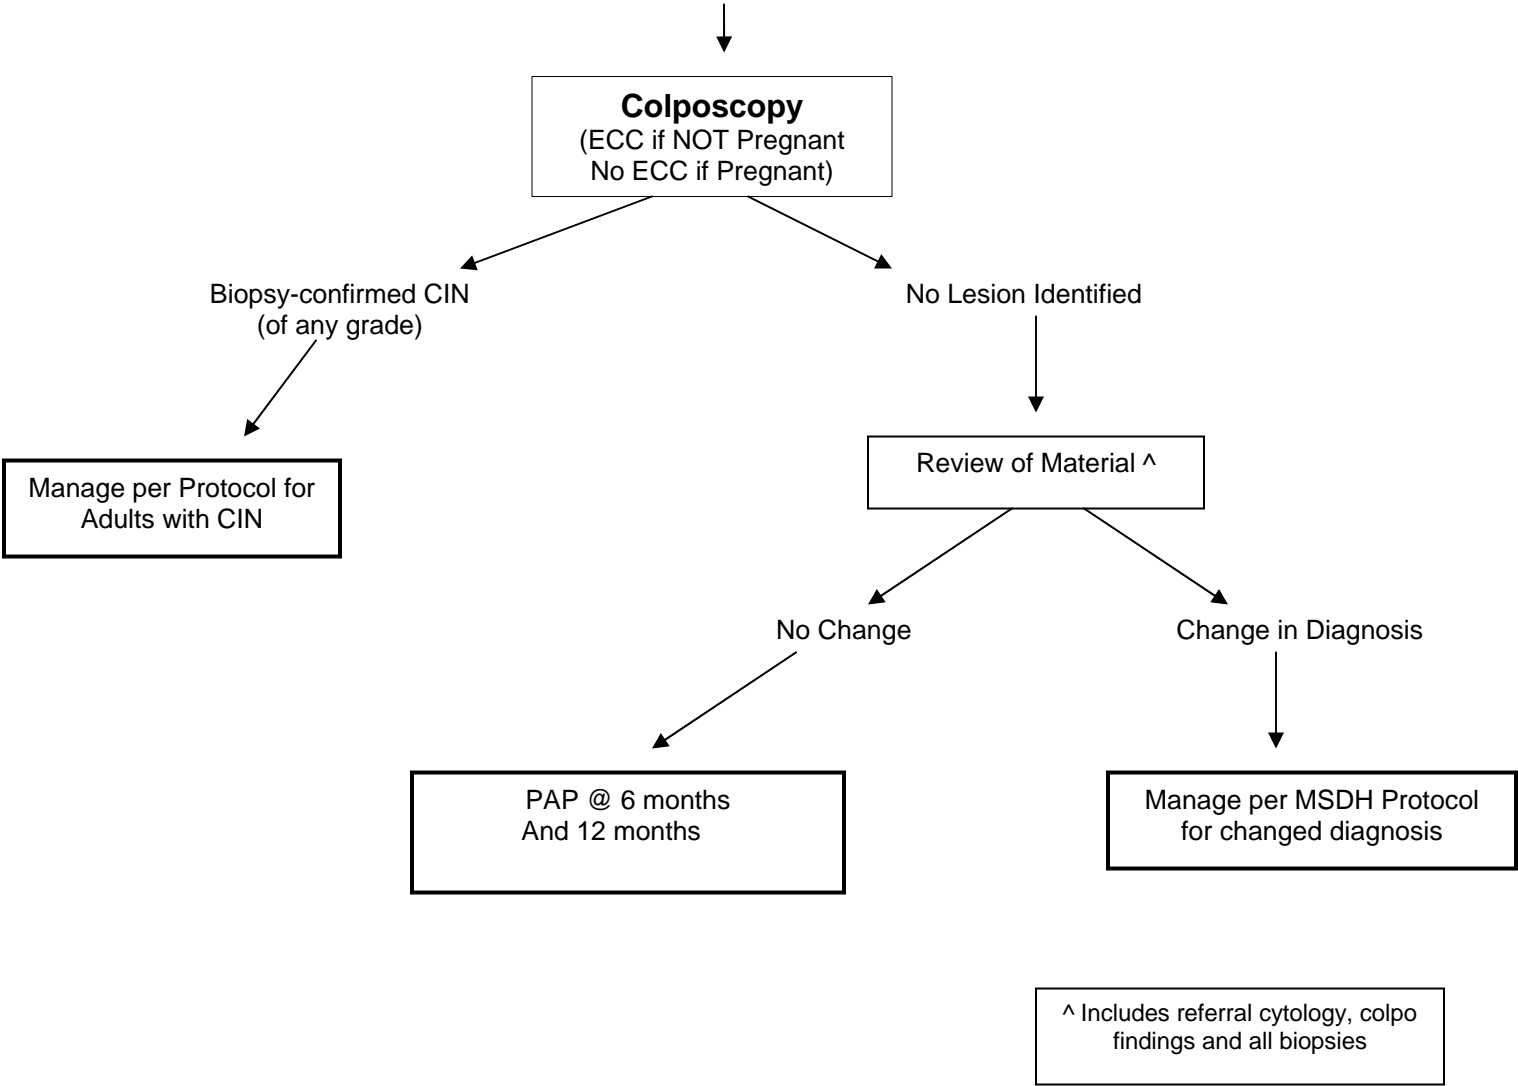 Colposcopy
(ECC if NOT Pregnant
No ECC if Pregnant)
Biopsy-confirmed CIN
(of any grade)
No Lesion Identified
Manage per Protocol for
Adults with CIN
Review of Material ^
No Change
Change in Diagnosis
PAP @ 6 months
And 12 months
Manage per MSDH Protocol
for changed diagnosis
^ Includes referral cytology, colpo
findings and all biopsies